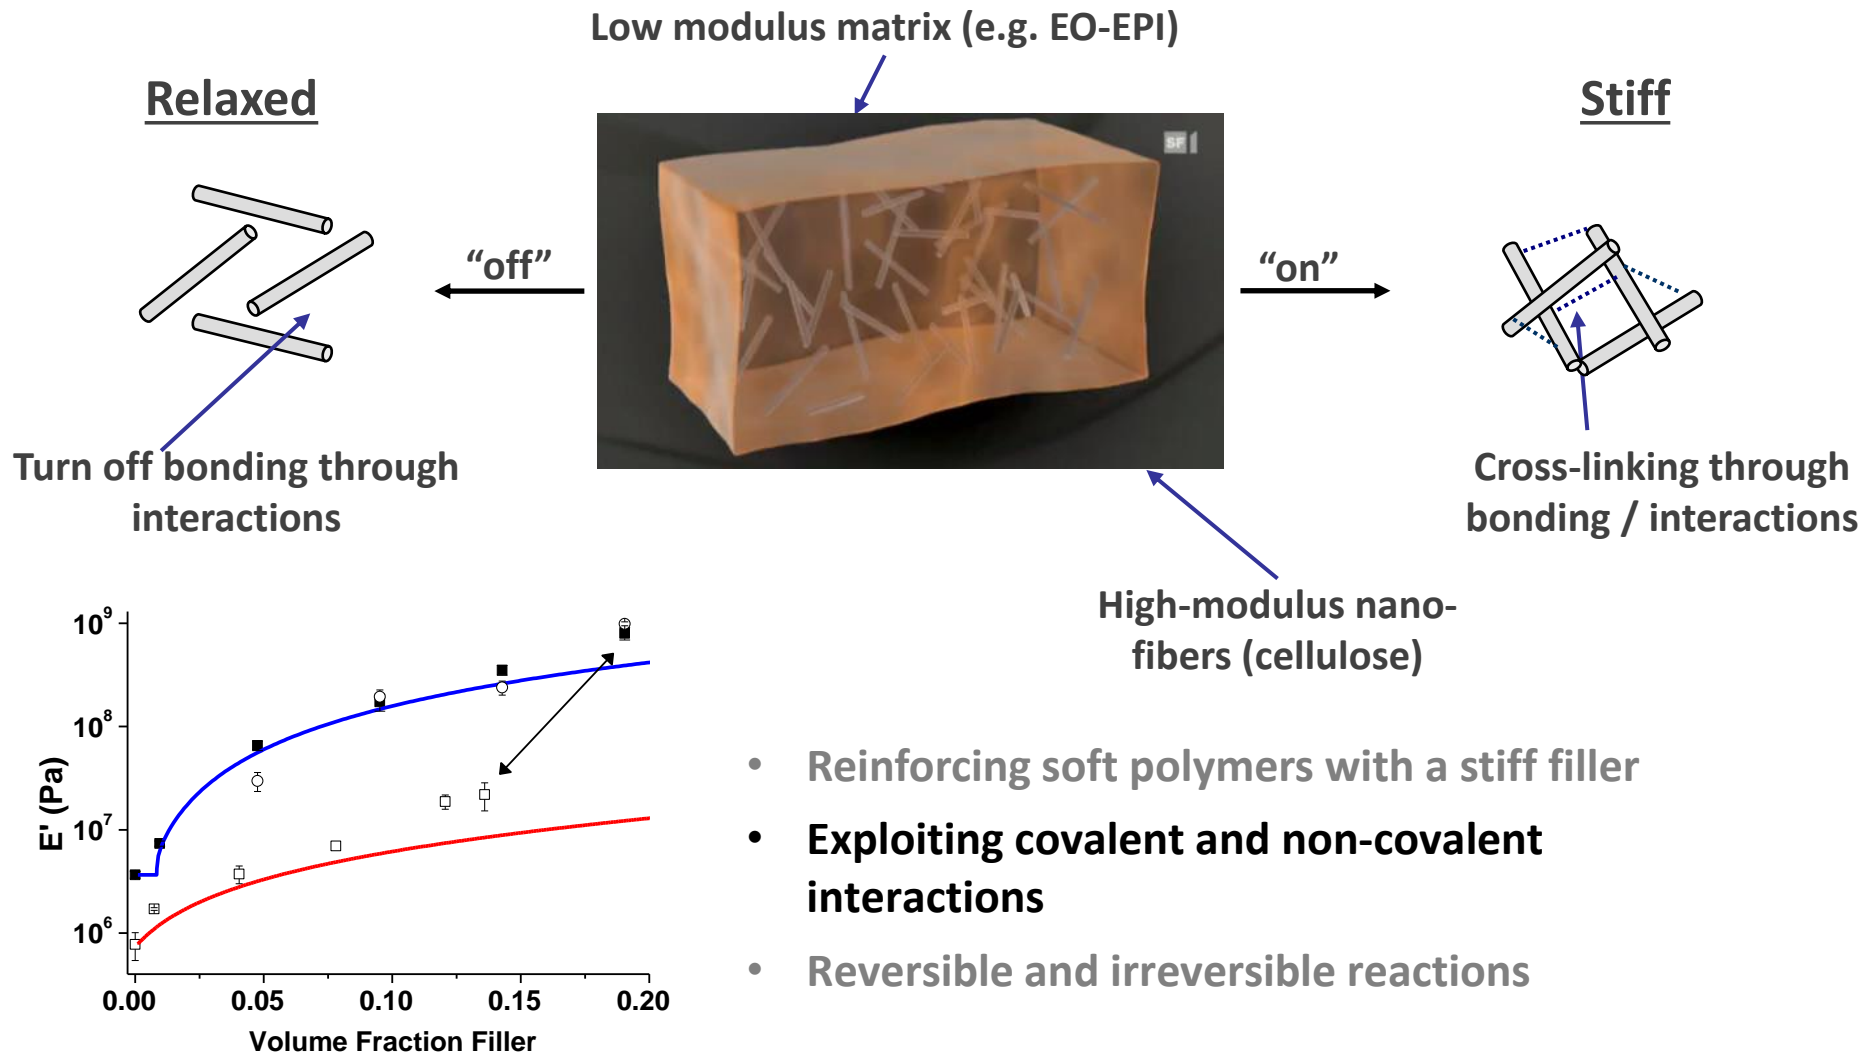 Low modulus matrix (e.g. EO-EPI)
Relaxed
Stiff
SF
“off”
“on”
Turn off bonding through
interactions
Cross-linking through
bonding / interactions
High-modulus nano-
fibers (cellulose)
10⁹
10⁸
10⁷
10⁶
E' (Pa)
0.00 0.05 0.10 0.15 0.20
Volume Fraction Filler
• Reinforcing soft polymers with a stiff filler
• Exploiting covalent and non-covalent
interactions
• Reversible and irreversible reactions